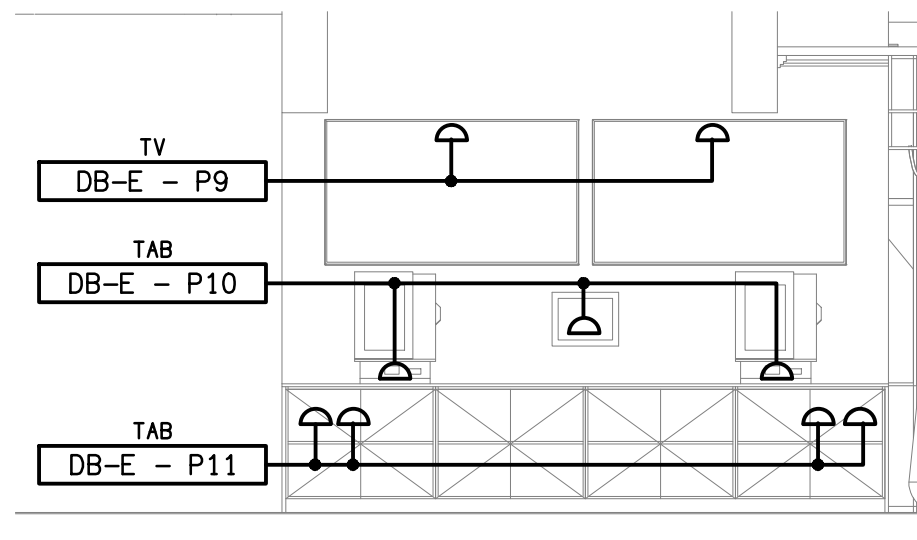 TV
DB-E - P9
TAB
DB-E - P10
TAB
DB-E - P11